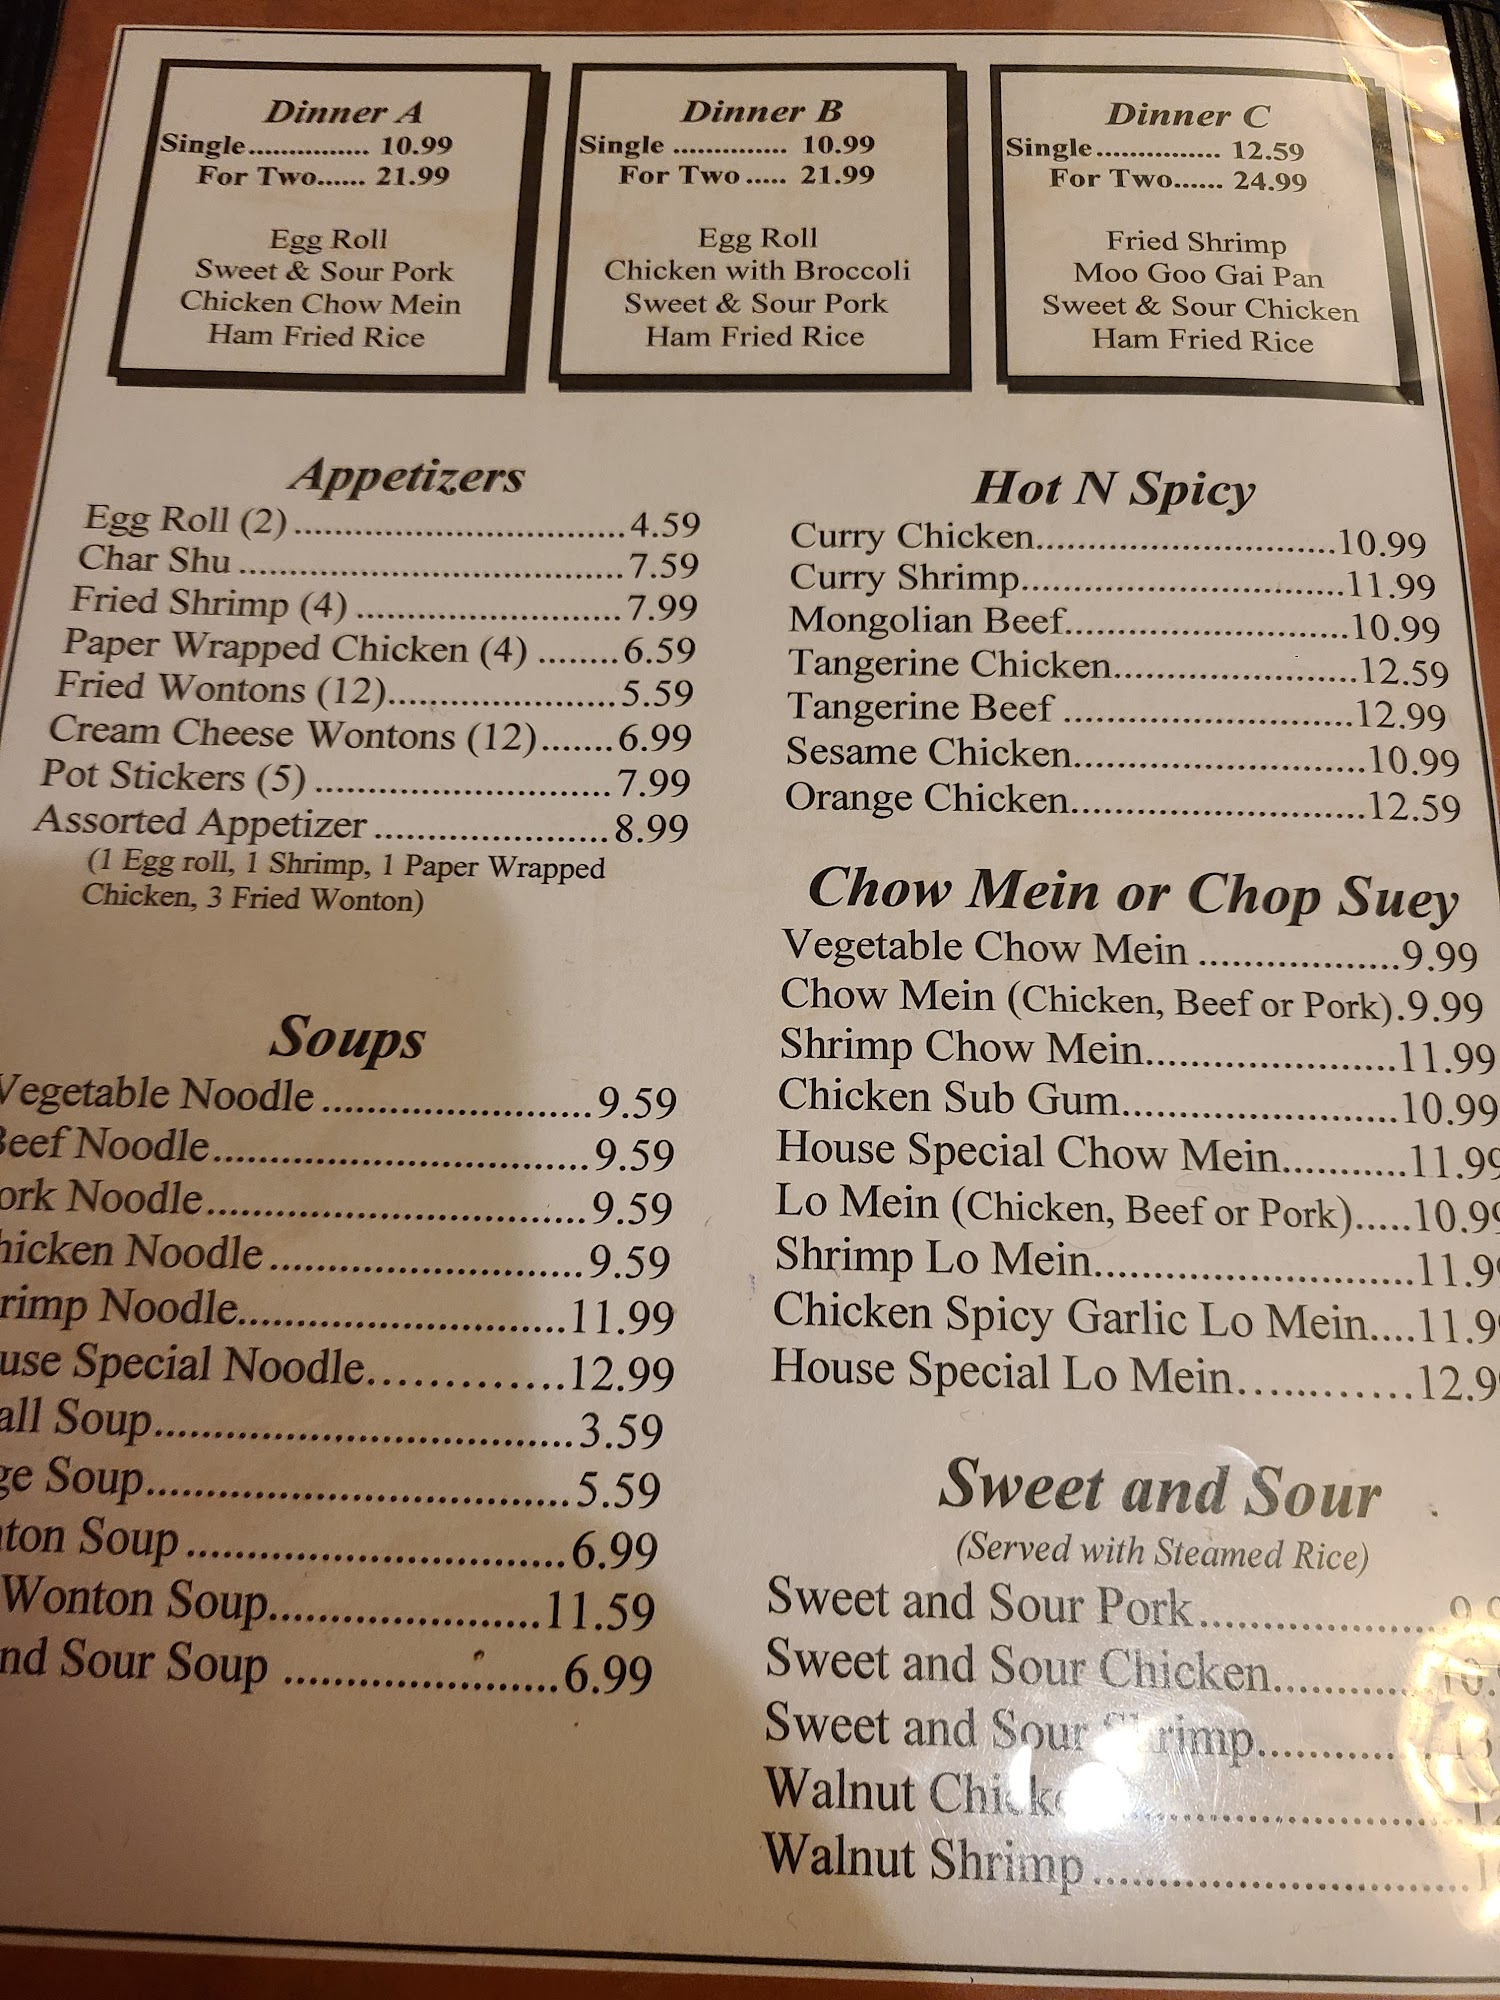 Dinner A
Single............... 10.99
For Two...... 21.99
Egg Roll
Sweet & Sour Pork
Chicken Chow Mein
Ham Fried Rice
Dinner B
Single .............. 10.99
For Two ..... 21.99
Egg Roll
Chicken with Broccoli
Sweet & Sour Pork
Ham Fried Rice
Dinner C
Single............... 12.59
For Two...... 24.99
Fried Shrimp
Moo Goo Gai Pan
Sweet & Sour Chicken
Ham Fried Rice
Appetizers
Egg Roll (2)..................................4.59
Char Shu .......................................7.59
Fried Shrimp (4) ...........................7.99
Paper Wrapped Chicken (4) ........6.59
Fried Wontons (12).......................5.59
Cream Cheese Wontons (12).......6.99
Pot Stickers (5) .............................7.99
Assorted Appetizer .......................8.99
(1 Egg roll, 1 Shrimp, 1 Paper Wrapped
Chicken, 3 Fried Wonton)
Soups
Vegetable Noodle .........................9.59
Beef Noodle...................................9.59
ork Noodle....................................9.59
hicken Noodle .............................9.59
rimp Noodle..............................11.99
use Special Noodle.............12.99
all Soup.....................................3.59
ge Soup......................................5.59
ton Soup ...................................6.99
Wonton Soup.........................11.59
nd Sour Soup .........................6.99
Hot N Spicy
Curry Chicken.............................10.99
Curry Shrimp...............................11.99
Mongolian Beef............................10.99
Tangerine Chicken........................12.59
Tangerine Beef ............................12.99
Sesame Chicken............................10.99
Orange Chicken............................12.59
Chow Mein or Chop Suey
Vegetable Chow Mein ..................9.99
Chow Mein (Chicken, Beef or Pork).9.99
Shrimp Chow Mein.......................11.99
Chicken Sub Gum.........................10.99
House Special Chow Mein...........11.99
Lo Mein (Chicken, Beef or Pork).....10.99
Shrimp Lo Mein............................11.9
Chicken Spicy Garlic Lo Mein....11.9
House Special Lo Mein...............12.9
Sweet and Sour
(Served with Steamed Rice)
Sweet and Sour Pork....................
Sweet and Sour Chicken............10.
Sweet and Sour Shrimp.............13
Walnut Chicken
Walnut Shrimp..............................